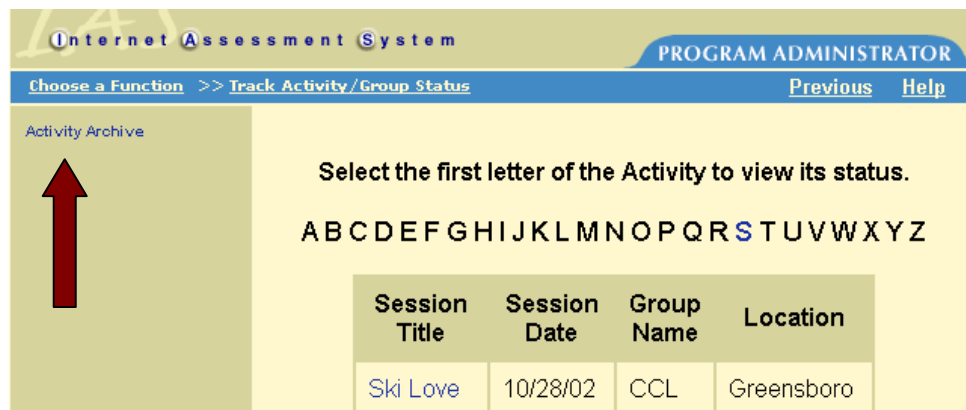 IAS
Internet Assessment System
PROGRAM ADMINISTRATOR
Choose a Function >> Track Activity/Group Status Previous Help
Activity Archive
Select the first letter of the Activity to view its status.
A B C D E F G H I J K L M N O P Q R S T U V W X Y Z
Session Title Session Date Group Name Location
Ski Love 10/28/02 CCL Greensboro